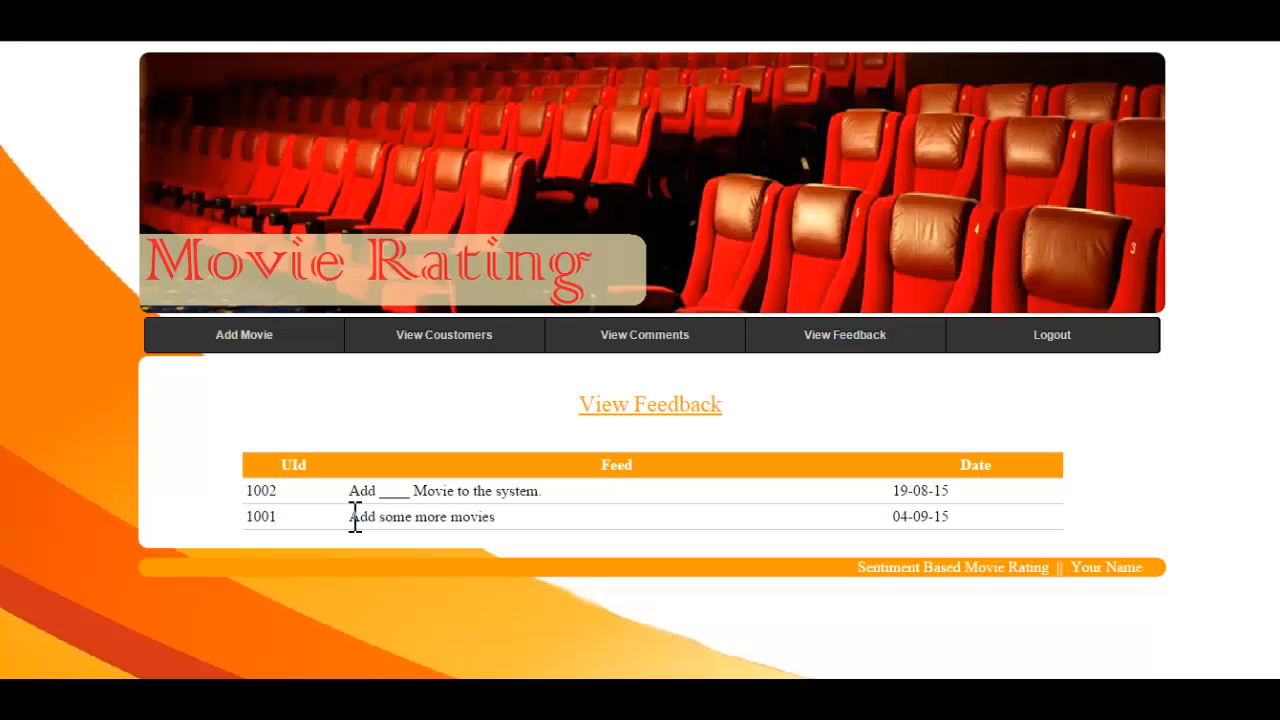 Movie Rating
Add Movie View Coustomers View Comments View Feedback Logout
View Feedback
UId Feed Date
1002 Add ____ Movie to the system. 19-08-15
1001 Add some more movies 04-09-15
Sentiment Based Movie Rating || Your Name